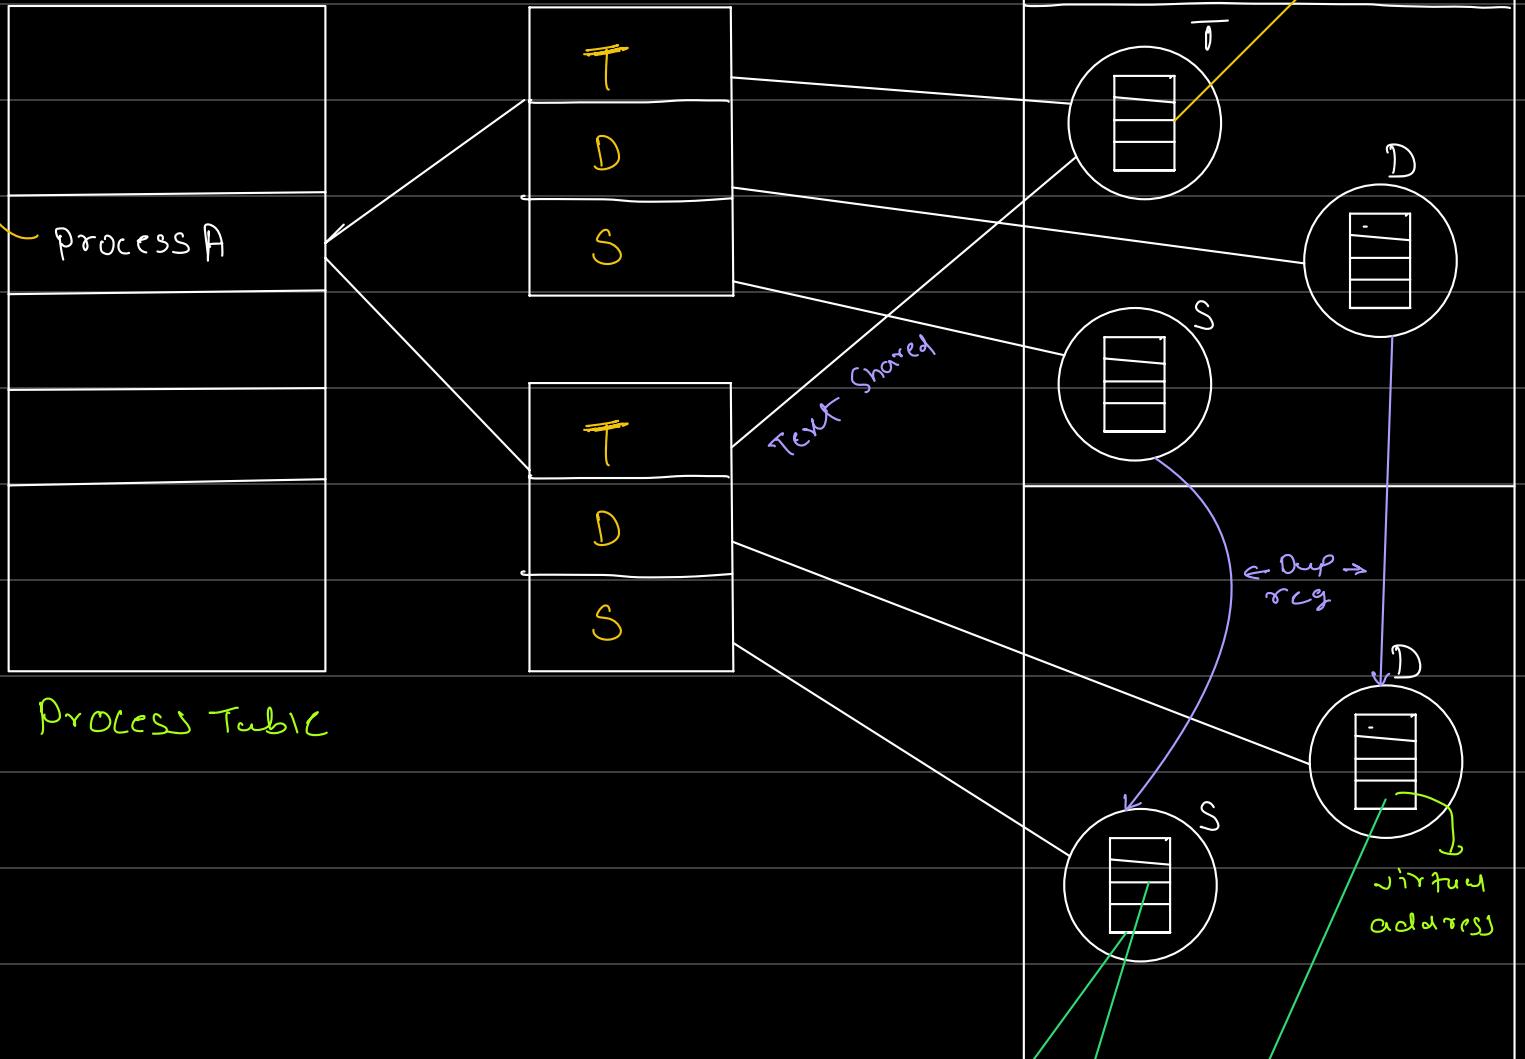 T
T
D
D
Process A
S
S
Text Shared
T
D
← Dup →
reg
S
D
Process Table
S
virtual
address